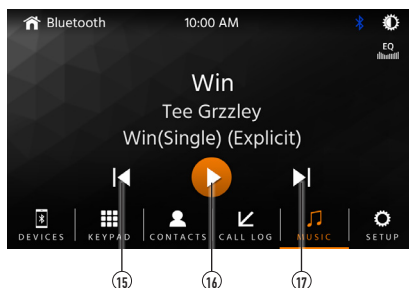 Bluetooth 10:00 AM
EQ
Win
Tee Grzzley
Win(Single) (Explicit)
DEVICES KEYPAD CONTACTS CALL LOG MUSIC SETUP
15 16 17